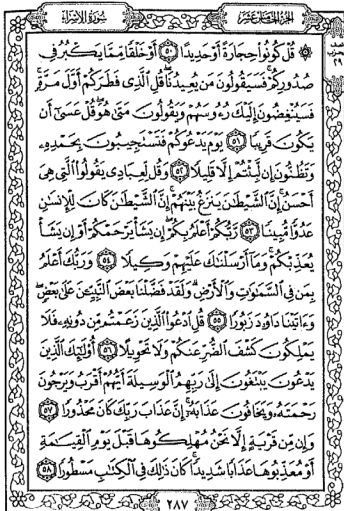 الجزء الخامس عشر
سورة الإسراء
۞ قُلْ كُونُوا۟ حِجَارَةً أَوْ حَدِيدًا ۝٥٠ أَوْ خَلْقًا مِّمَّا يَكْبُرُ فِى
صُدُورِكُمْ ۚ فَسَيَقُولُونَ مَن يُعِيدُنَا ۖ قُلِ ٱلَّذِى فَطَرَكُمْ أَوَّلَ مَرَّةٍ ۚ
فَسَيُنْغِضُونَ إِلَيْكَ رُءُوسَهُمْ وَيَقُولُونَ مَتَىٰ هُوَ ۖ قُلْ عَسَىٰٓ أَن
يَكُونَ قَرِيبًا ۝٥١ يَوْمَ يَدْعُوكُمْ فَتَسْتَجِيبُونَ بِحَمْدِهِۦ
وَتَظُنُّونَ إِن لَّبِثْتُمْ إِلَّا قَلِيلًا ۝٥٢ وَقُل لِّعِبَادِى يَقُولُوا۟ ٱلَّتِى هِىَ
أَحْسَنُ ۚ إِنَّ ٱلشَّيْطَٰنَ يَنزَغُ بَيْنَهُمْ ۚ إِنَّ ٱلشَّيْطَٰنَ كَانَ لِلْإِنسَٰنِ
عَدُوًّا مُّبِينًا ۝٥٣ رَّبُّكُمْ أَعْلَمُ بِكُمْ ۖ إِن يَشَأْ يَرْحَمْكُمْ أَوْ إِن يَشَأْ
يُعَذِّبْكُمْ ۚ وَمَآ أَرْسَلْنَٰكَ عَلَيْهِمْ وَكِيلًا ۝٥٤ وَرَبُّكَ أَعْلَمُ
بِمَن فِى ٱلسَّمَٰوَٰتِ وَٱلْأَرْضِ ۗ وَلَقَدْ فَضَّلْنَا بَعْضَ ٱلنَّبِيِّۦنَ عَلَىٰ بَعْضٍ ۖ
وَءَاتَيْنَا دَاوُۥدَ زَبُورًا ۝٥٥ قُلِ ٱدْعُوا۟ ٱلَّذِينَ زَعَمْتُم مِّن دُونِهِۦ فَلَا
يَمْلِكُونَ كَشْفَ ٱلضُّرِّ عَنكُمْ وَلَا تَحْوِيلًا ۝٥٦ أُو۟لَٰٓئِكَ ٱلَّذِينَ
يَدْعُونَ يَبْتَغُونَ إِلَىٰ رَبِّهِمُ ٱلْوَسِيلَةَ أَيُّهُمْ أَقْرَبُ وَيَرْجُونَ
رَحْمَتَهُۥ وَيَخَافُونَ عَذَابَهُۥٓ ۚ إِنَّ عَذَابَ رَبِّكَ كَانَ مَحْذُورًا ۝٥٧
وَإِن مِّن قَرْيَةٍ إِلَّا نَحْنُ مُهْلِكُوهَا قَبْلَ يَوْمِ ٱلْقِيَٰمَةِ
أَوْ مُعَذِّبُوهَا عَذَابًا شَدِيدًا ۚ كَانَ ذَٰلِكَ فِى ٱلْكِتَٰبِ مَسْطُورًا ۝٥٨
٢٨٧